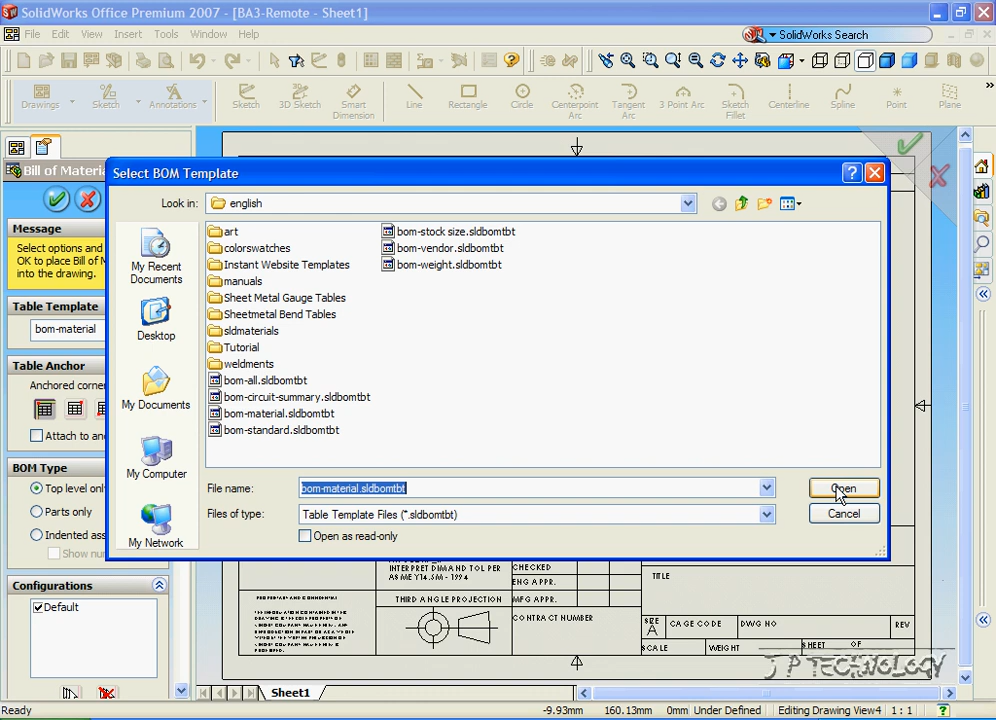 SolidWorks Office Premium 2007 - [BA3-Remote - Sheet1]
File Edit View Insert Tools Window Help
SolidWorks Search
Drawings Sketch Annotations Sketch 3D Sketch Smart Dimension Line Rectangle Circle Centerpoint Arc Tangent Arc 3 Point Arc Sketch Fillet Centerline Spline Point Plane
Bill of Materia
Message
Select options and
OK to place Bill of M
into the drawing.
Table Template
bom-material
Table Anchor
Anchored corner
Attach to an
BOM Type
Top level onl
Parts only
Indented ass
Show nu
Configurations
Default
Select BOM Template
Look in: english
My Recent Documents
Desktop
My Documents
My Computer
My Network
art
colorswatches
Instant Website Templates
manuals
Sheet Metal Gauge Tables
Sheetmetal Bend Tables
sldmaterials
Tutorial
weldments
bom-all.sldbomtbt
bom-circuit-summary.sldbomtbt
bom-material.sldbomtbt
bom-standard.sldbomtbt
bom-stock size.sldbomtbt
bom-vendor.sldbomtbt
bom-weight.sldbomtbt
File name: bom-material.sldbomtbt Open
Files of type: Table Template Files (*.sldbomtbt) Cancel
Open as read-only
INTERPRET DIM AND TOL PER
ASME Y14.5M - 1994
THIRD ANGLE PROJECTION
CHECKED
ENG APPR.
MFG APPR.
CONTRACT NUMBER
TITLE
SIZE
A
CAGE CODE
DWG NO
REV
SCALE
WEIGHT
SHEET OF
J P TECHNOLOGY
Sheet1
Ready -9.93mm 160.13mm 0mm Under Defined Editing Drawing View4 1 : 1